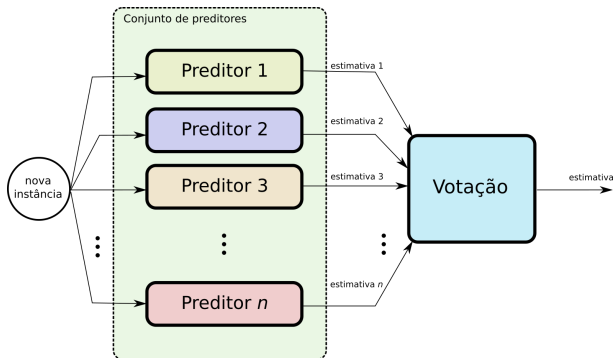 Conjunto de preditores
Preditor 1
estimativa 1
Preditor 2
estimativa 2
nova
instância
Preditor 3
estimativa 3
Votação
estimativa
Preditor n
estimativa n